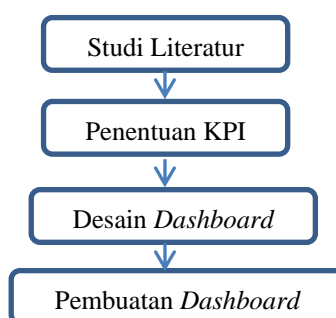 Studi Literatur
Penentuan KPI
Desain Dashboard
Pembuatan Dashboard